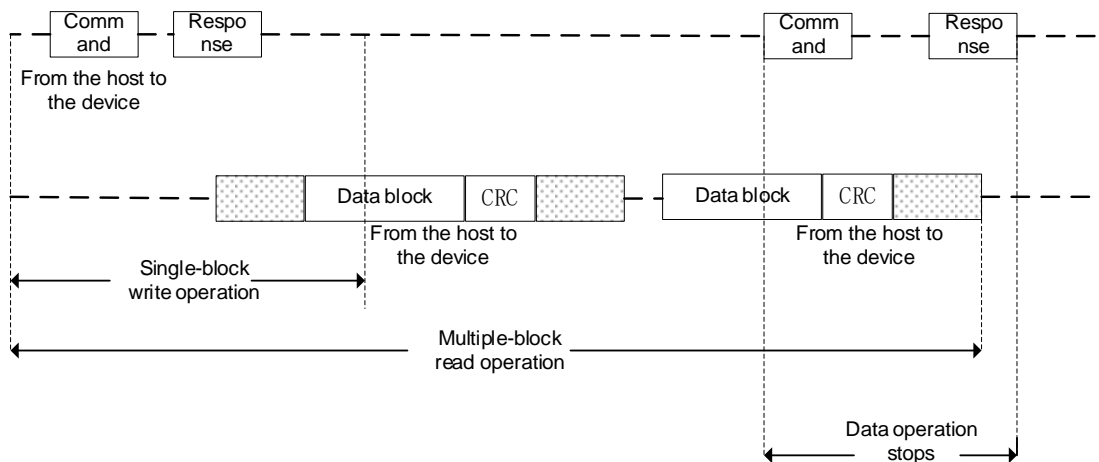 Comm
and
Respo
nse
Comm
and
Respo
nse
From the host to
the device
Data block
CRC
Data block
CRC
From the host to
the device
From the host to
the device
Single-block
write operation
Multiple-block
read operation
Data operation
stops